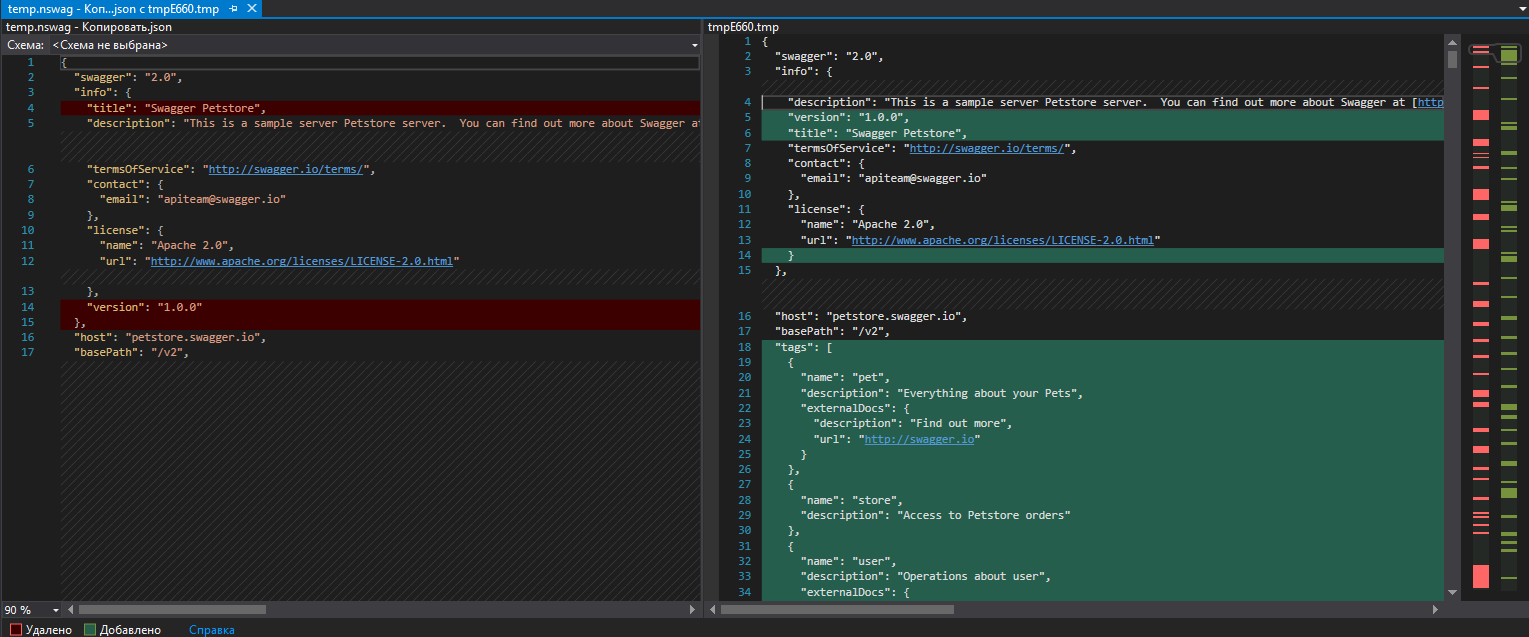 temp.nswag - Коп...json с tmpE660.tmp
temp.nswag - Копировать.json
Схема: <Схема не выбрана>
1 {
2 "swagger": "2.0",
3 "info": {
4 "title": "Swagger Petstore",
5 "description": "This is a sample server Petstore server.  You can find out more about Swagger at
6 "termsOfService": "http://swagger.io/terms/",
7 "contact": {
8 "email": "apiteam@swagger.io"
9 },
10 "license": {
11 "name": "Apache 2.0",
12 "url": "http://www.apache.org/licenses/LICENSE-2.0.html"
13 },
14 "version": "1.0.0"
15 },
16 "host": "petstore.swagger.io",
17 "basePath": "/v2",
90 %
tmpE660.tmp
1 {
2 "swagger": "2.0",
3 "info": {
4 "description": "This is a sample server Petstore server.  You can find out more about Swagger at [http
5 "version": "1.0.0",
6 "title": "Swagger Petstore",
7 "termsOfService": "http://swagger.io/terms/",
8 "contact": {
9 "email": "apiteam@swagger.io"
10 },
11 "license": {
12 "name": "Apache 2.0",
13 "url": "http://www.apache.org/licenses/LICENSE-2.0.html"
14 }
15 },
16 "host": "petstore.swagger.io",
17 "basePath": "/v2",
18 "tags": [
19 {
20 "name": "pet",
21 "description": "Everything about your Pets",
22 "externalDocs": {
23 "description": "Find out more",
24 "url": "http://swagger.io"
25 }
26 },
27 {
28 "name": "store",
29 "description": "Access to Petstore orders"
30 },
31 {
32 "name": "user",
33 "description": "Operations about user",
34 "externalDocs": {
Удалено Добавлено Справка